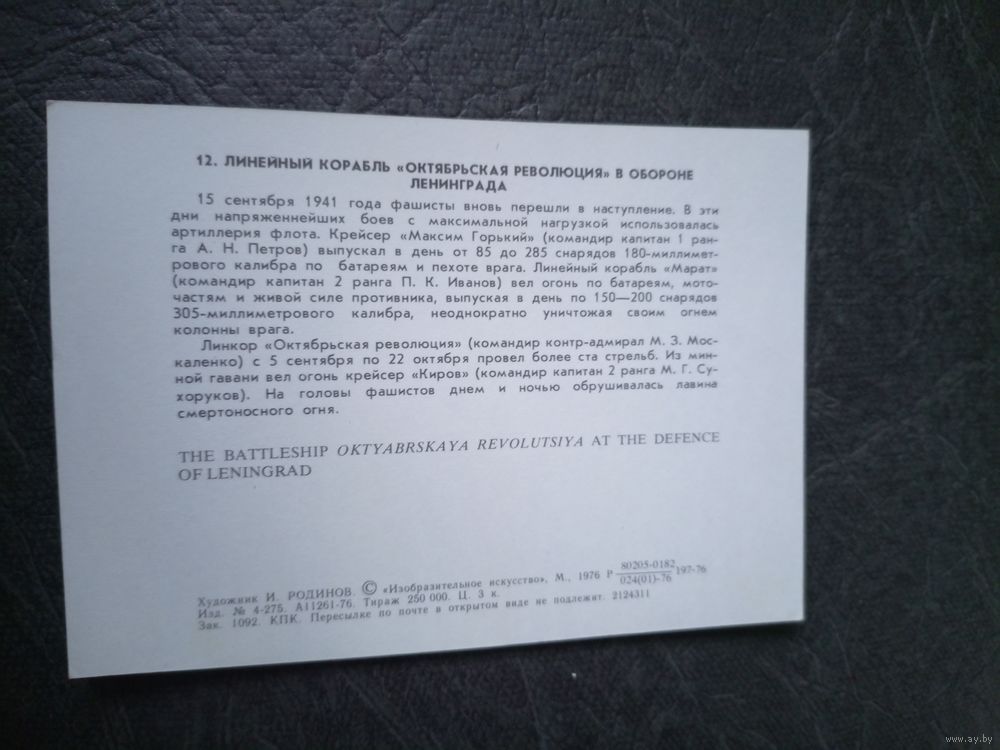 12. ЛИНЕЙНЫЙ КОРАБЛЬ «ОКТЯБРЬСКАЯ РЕВОЛЮЦИЯ» В ОБОРОНЕ
ЛЕНИНГРАДА
15 сентября 1941 года фашисты вновь перешли в наступление. В эти
дни напряженнейших боев с максимальной нагрузкой использовалась
артиллерия флота. Крейсер «Максим Горький» (командир капитан 1 ран-
га А. Н. Петров) выпускал в день от 85 до 285 снарядов 180-миллимет-
рового калибра по батареям и пехоте врага. Линейный корабль «Марат»
(командир капитан 2 ранга П. К. Иванов) вел огонь по батареям, мото-
частям и живой силе противника, выпуская в день по 150—200 снарядов
305-миллиметрового калибра, неоднократно уничтожая своим огнем
колонны врага.
Линкор «Октябрьская революция» (командир контр-адмирал М. З. Мос-
каленко) с 5 сентября по 22 октября провел более ста стрельб. Из мин-
ной гавани вел огонь крейсер «Киров» (командир капитан 2 ранга М. Г. Су-
хоруков). На головы фашистов днем и ночью обрушивалась лавина
смертоносного огня.
THE BATTLESHIP OKTYABRSKAYA REVOLUTSIYA AT THE DEFENCE
OF LENINGRAD
Художник И. РОДИНОВ. © «Изобразительное искусство», М., 1976 Р 80205-0182/024(01)-76 197-76
Изд. № 4-275. А11261-76. Тираж 250 000. Ц. 3 к.
Зак. 1092. КПК. Пересылке по почте в открытом виде не подлежит. 2124311
www.ay.by